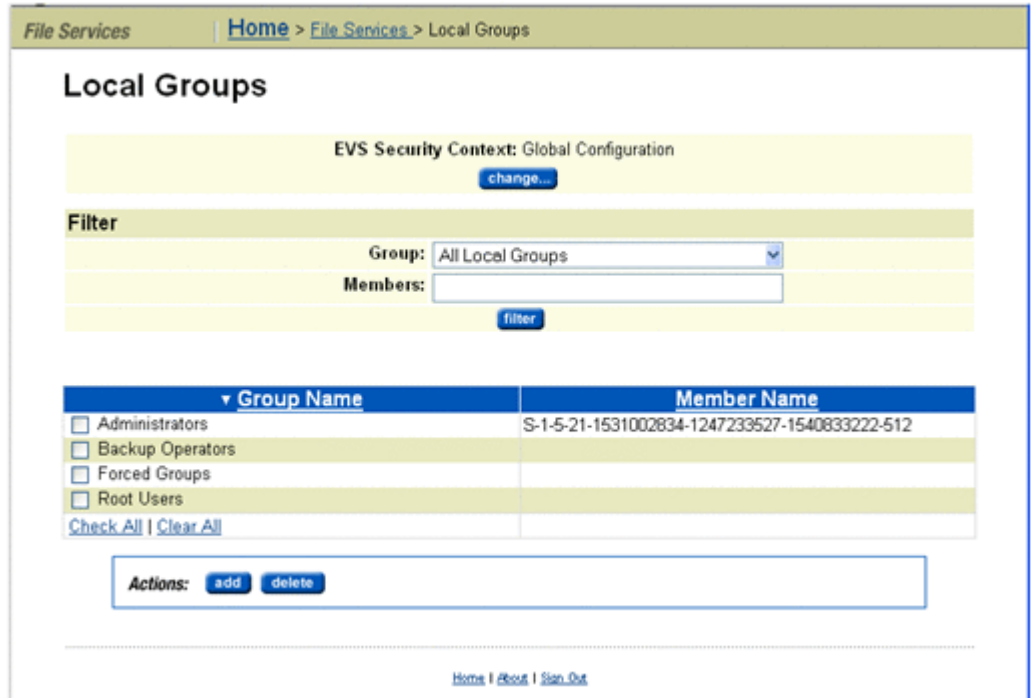 File Services | Home > File Services > Local Groups
Local Groups
EVS Security Context: Global Configuration
change...
Filter
Group: All Local Groups
Members:
filter
▼ Group Name Member Name
Administrators S-1-5-21-1531002834-1247233527-1540833222-512
Backup Operators
Forced Groups
Root Users
Check All | Clear All
Actions: add delete
Home | About | Sign Out